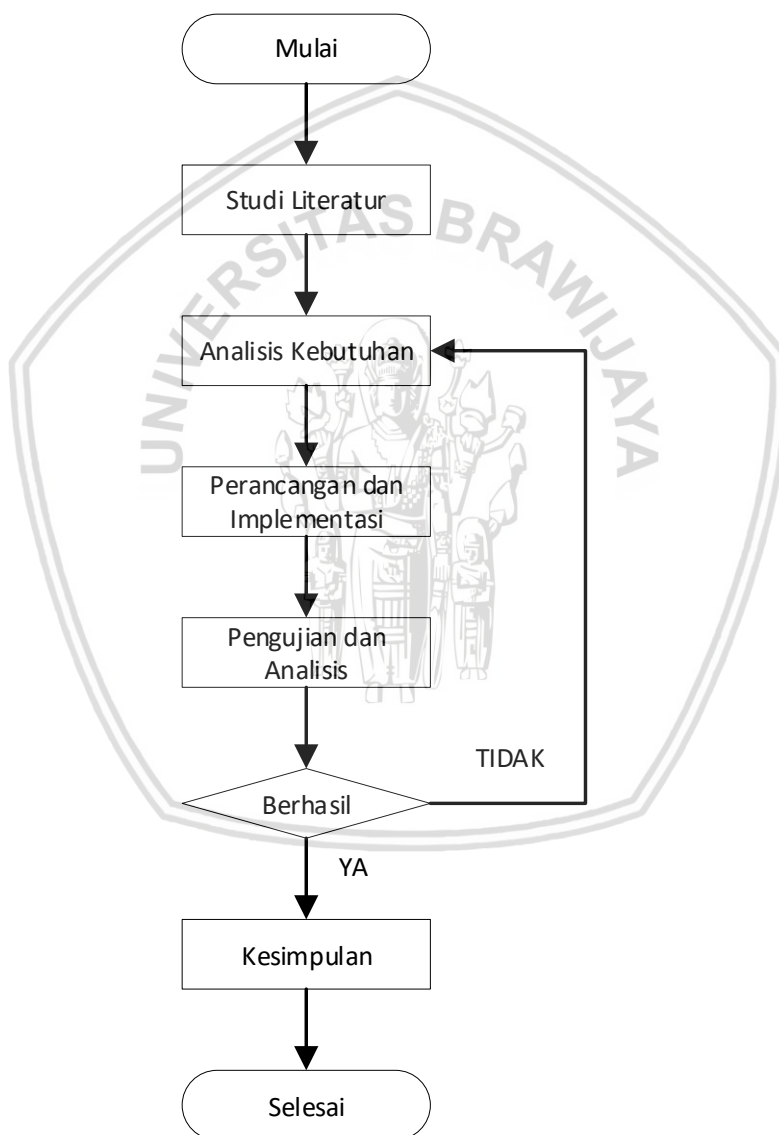 Mulai
Studi Literatur
UNIVERSITAS BRAWIJAYA
Analisis Kebutuhan
Perancangan dan
Implementasi
Pengujian dan
Analisis
TIDAK
Berhasil
YA
Kesimpulan
Selesai